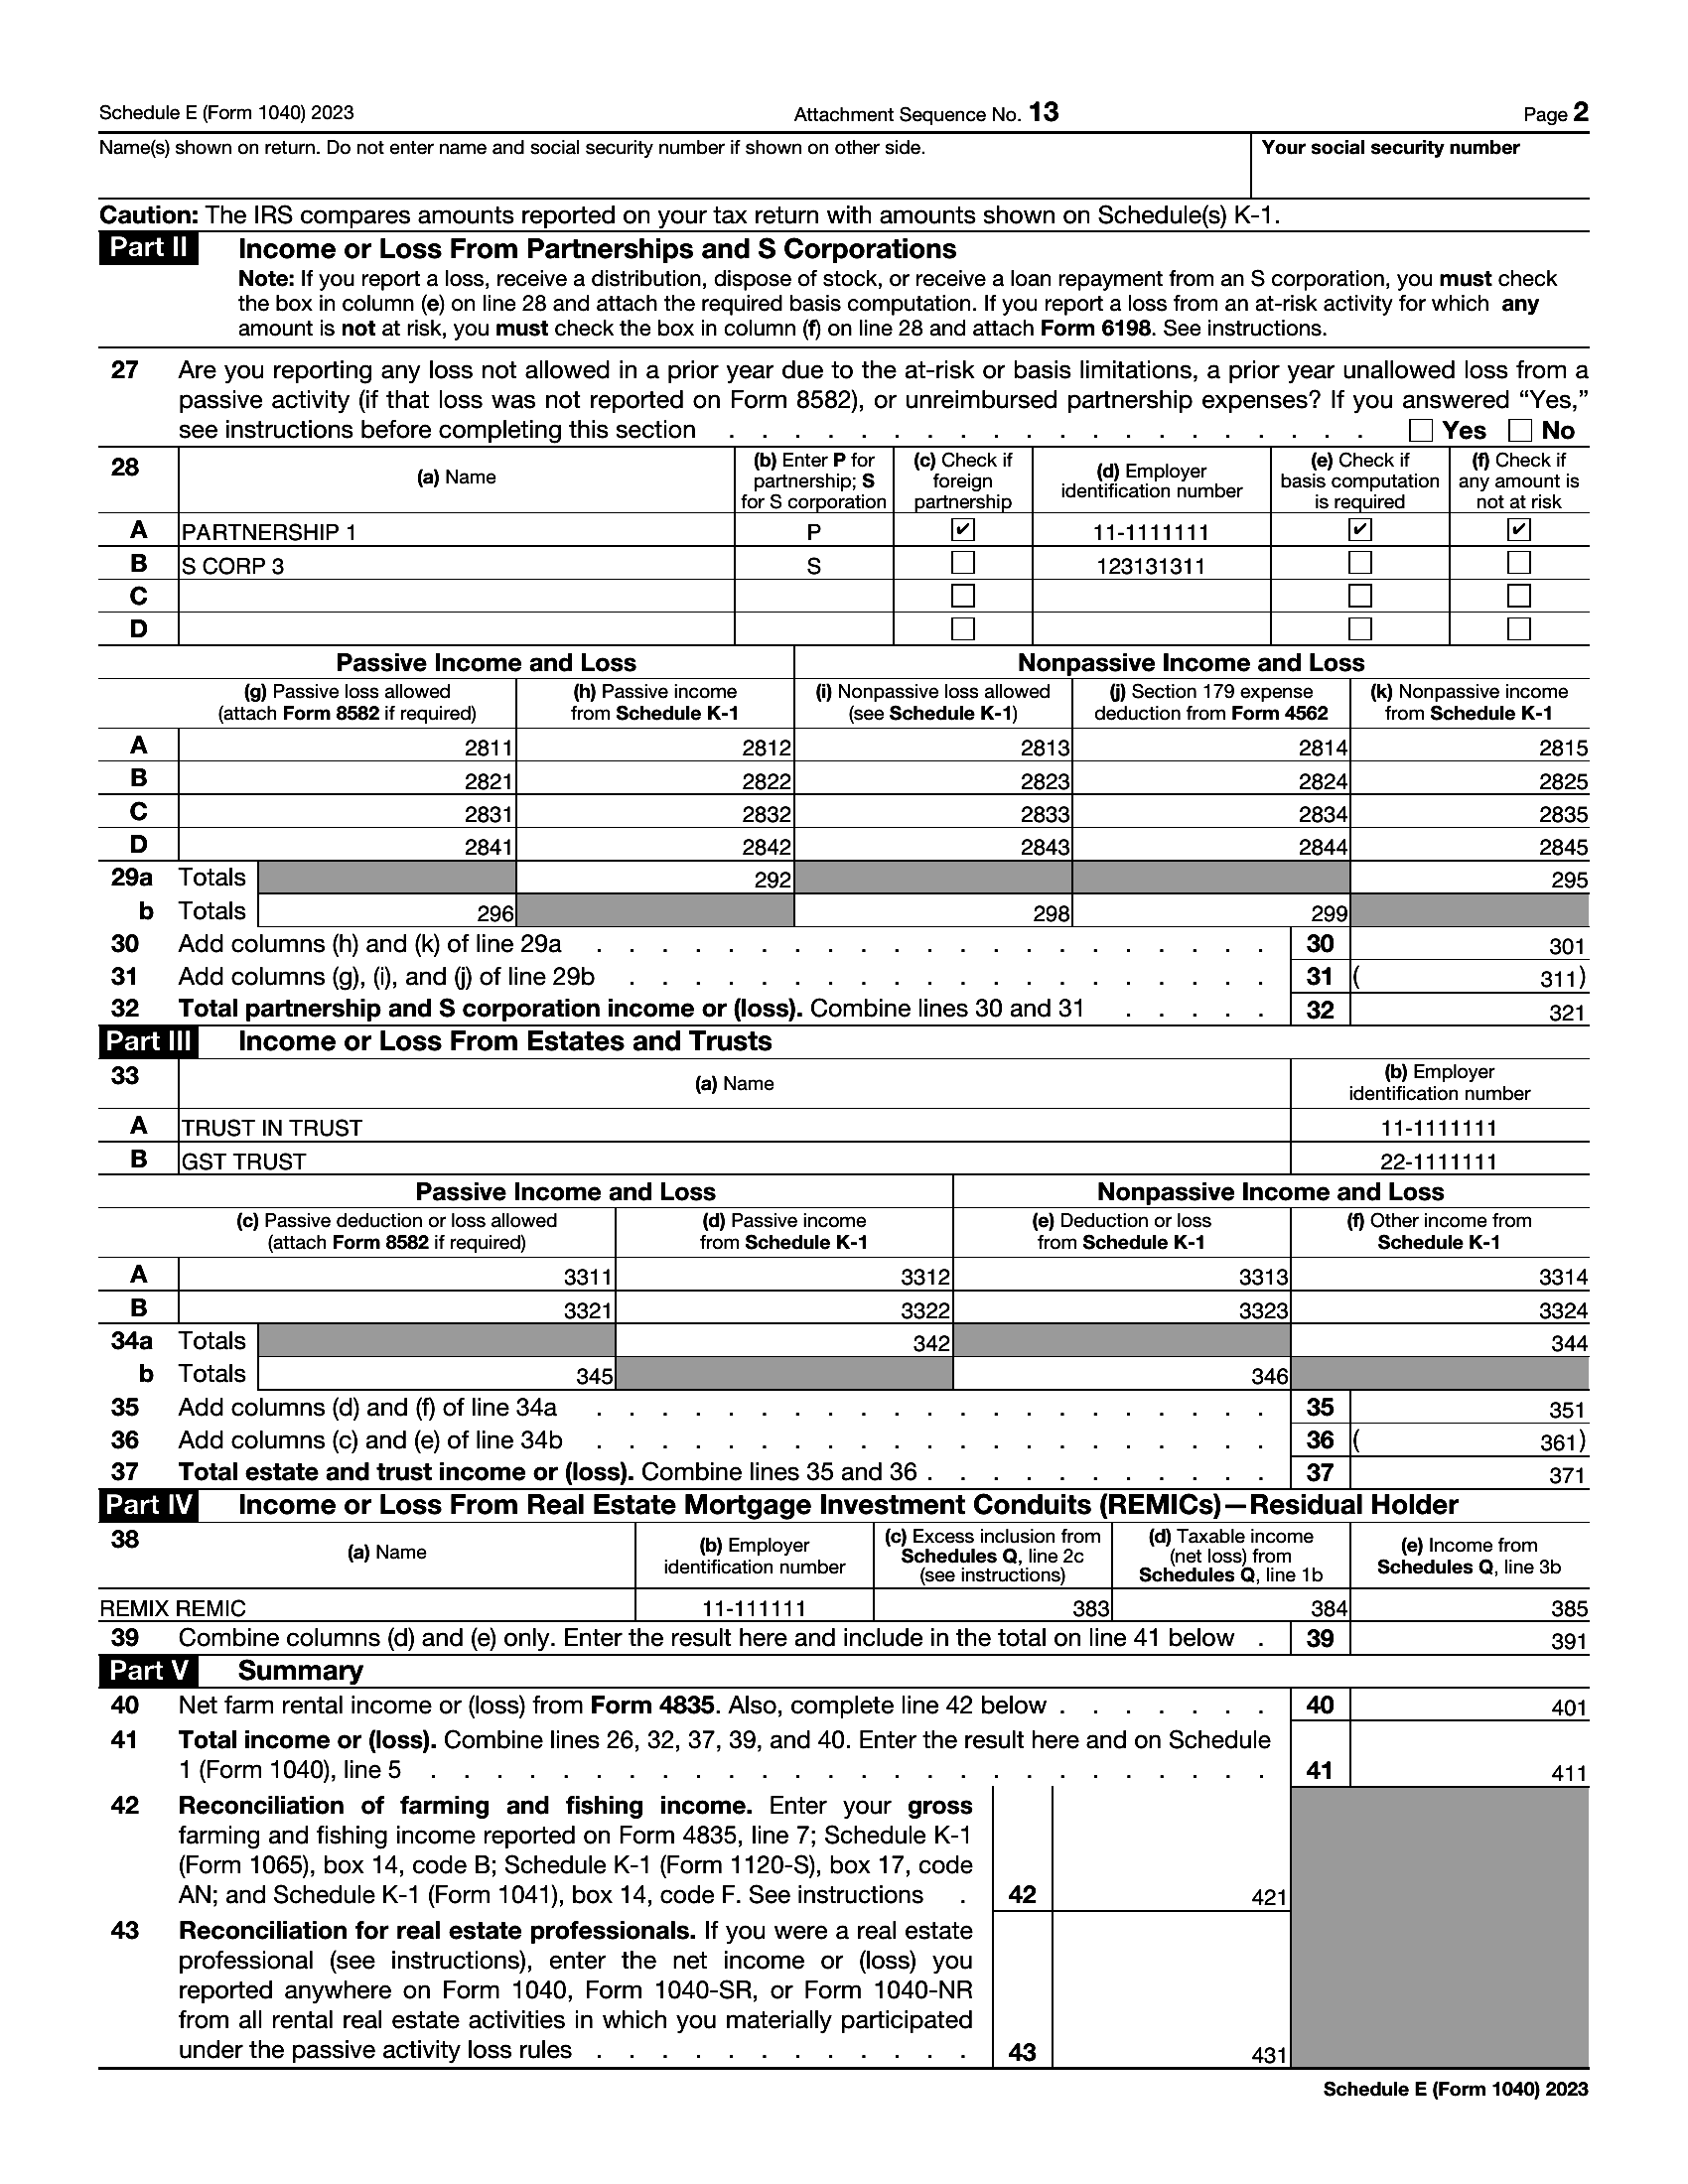 Schedule E (Form 1040) 2023 Attachment Sequence No. 13 Page 2
Name(s) shown on return. Do not enter name and social security number if shown on other side. Your social security number
Caution: The IRS compares amounts reported on your tax return with amounts shown on Schedule(s) K-1.
Part II Income or Loss From Partnerships and S Corporations
Note: If you report a loss, receive a distribution, dispose of stock, or receive a loan repayment from an S corporation, you must check
the box in column (e) on line 28 and attach the required basis computation. If you report a loss from an at-risk activity for which any
amount is not at risk, you must check the box in column (f) on line 28 and attach Form 6198. See instructions.
27 Are you reporting any loss not allowed in a prior year due to the at-risk or basis limitations, a prior year unallowed loss from a
passive activity (if that loss was not reported on Form 8582), or unreimbursed partnership expenses? If you answered “Yes,”
see instructions before completing this section . . . . . . . . . . . . . . . . . . . . ☐ Yes ☐ No
28 (a) Name (b) Enter P for partnership; S for S corporation (c) Check if foreign partnership (d) Employer identification number (e) Check if basis computation is required (f) Check if any amount is not at risk
A PARTNERSHIP 1 P ✔ 11-1111111 ✔ ✔
B S CORP 3 S ☐ 123131311 ☐ ☐
C ☐ ☐ ☐
D ☐ ☐ ☐
Passive Income and Loss Nonpassive Income and Loss
(g) Passive loss allowed (attach Form 8582 if required) (h) Passive income from Schedule K-1 (i) Nonpassive loss allowed (see Schedule K-1) (j) Section 179 expense deduction from Form 4562 (k) Nonpassive income from Schedule K-1
A 2811 2812 2813 2814 2815
B 2821 2822 2823 2824 2825
C 2831 2832 2833 2834 2835
D 2841 2842 2843 2844 2845
29a Totals 292 295
b Totals 296 298 299
30 Add columns (h) and (k) of line 29a . . . . . . . . . . . . . . . . . . . . . 30 301
31 Add columns (g), (i), and (j) of line 29b . . . . . . . . . . . . . . . . . . . . 31 ( 311)
32 Total partnership and S corporation income or (loss). Combine lines 30 and 31 . . . . . 32 321
Part III Income or Loss From Estates and Trusts
33 (a) Name (b) Employer identification number
A TRUST IN TRUST 11-1111111
B GST TRUST 22-1111111
Passive Income and Loss Nonpassive Income and Loss
(c) Passive deduction or loss allowed (attach Form 8582 if required) (d) Passive income from Schedule K-1 (e) Deduction or loss from Schedule K-1 (f) Other income from Schedule K-1
A 3311 3312 3313 3314
B 3321 3322 3323 3324
34a Totals 342 344
b Totals 345 346
35 Add columns (d) and (f) of line 34a . . . . . . . . . . . . . . . . . . . . . 35 351
36 Add columns (c) and (e) of line 34b . . . . . . . . . . . . . . . . . . . . . 36 ( 361)
37 Total estate and trust income or (loss). Combine lines 35 and 36 . . . . . . . . . . . 37 371
Part IV Income or Loss From Real Estate Mortgage Investment Conduits (REMICs)—Residual Holder
38 (a) Name (b) Employer identification number (c) Excess inclusion from Schedules Q, line 2c (see instructions) (d) Taxable income (net loss) from Schedules Q, line 1b (e) Income from Schedules Q, line 3b
REMIX REMIC 11-111111 383 384 385
39 Combine columns (d) and (e) only. Enter the result here and include in the total on line 41 below . 39 391
Part V Summary
40 Net farm rental income or (loss) from Form 4835. Also, complete line 42 below . . . . . . . 40 401
41 Total income or (loss). Combine lines 26, 32, 37, 39, and 40. Enter the result here and on Schedule
1 (Form 1040), line 5 . . . . . . . . . . . . . . . . . . . . . . . . . . 41 411
42 Reconciliation of farming and fishing income. Enter your gross
farming and fishing income reported on Form 4835, line 7; Schedule K-1
(Form 1065), box 14, code B; Schedule K-1 (Form 1120-S), box 17, code
AN; and Schedule K-1 (Form 1041), box 14, code F. See instructions . 42 421
43 Reconciliation for real estate professionals. If you were a real estate
professional (see instructions), enter the net income or (loss) you
reported anywhere on Form 1040, Form 1040-SR, or Form 1040-NR
from all rental real estate activities in which you materially participated
under the passive activity loss rules . . . . . . . . . . . . 43 431
Schedule E (Form 1040) 2023